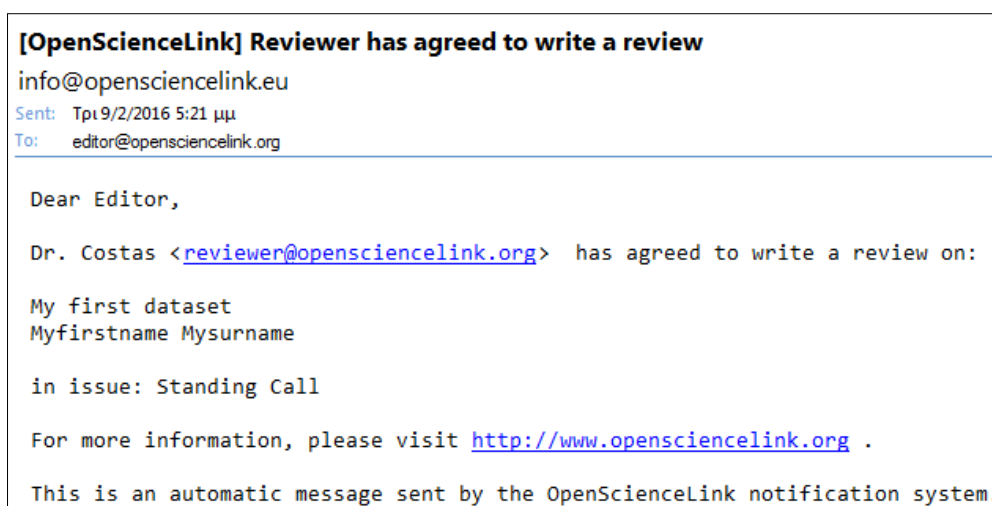 [OpenScienceLink] Reviewer has agreed to write a review
info@opensciencelink.eu
Sent: Τρι 9/2/2016 5:21 μμ
To: editor@opensciencelink.org
Dear Editor,
Dr. Costas <reviewer@opensciencelink.org>  has agreed to write a review on:
My first dataset
Myfirstname Mysurname
in issue: Standing Call
For more information, please visit http://www.opensciencelink.org .
This is an automatic message sent by the OpenScienceLink notification system